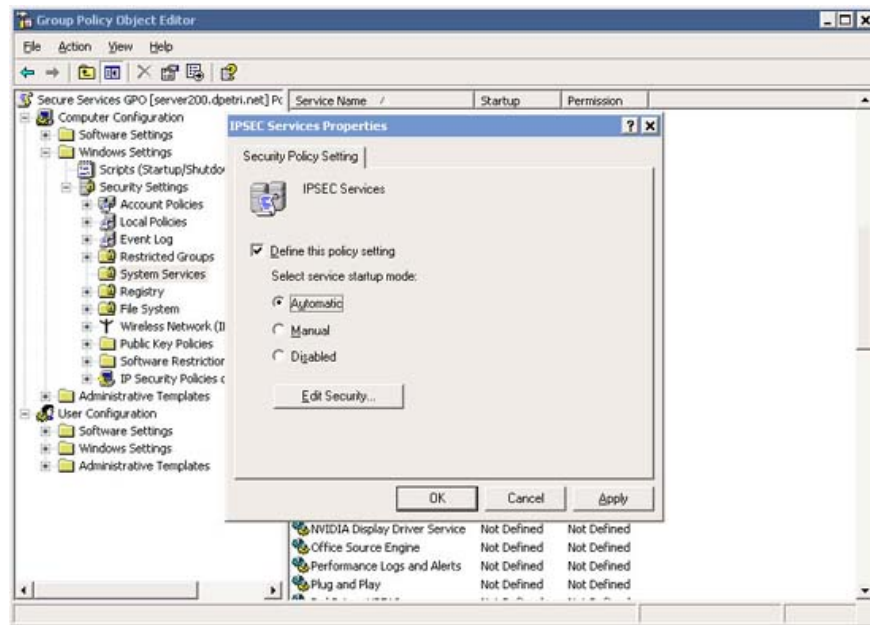 Group Policy Object Editor
File Action View Help
Secure Services GPO [server200.dpetri.net] Pc
Computer Configuration
Software Settings
Windows Settings
Scripts (Startup/Shutdo
Security Settings
Account Policies
Local Policies
Event Log
Restricted Groups
System Services
Registry
File System
Wireless Network (II
Public Key Policies
Software Restriction
IP Security Policies c
Administrative Templates
User Configuration
Software Settings
Windows Settings
Administrative Templates
Service Name / Startup Permission
IPSEC Services Properties
Security Policy Setting
IPSEC Services
Define this policy setting
Select service startup mode:
Automatic
Manual
Disabled
Edit Security...
OK Cancel Apply
NVIDIA Display Driver Service Not Defined Not Defined
Office Source Engine Not Defined Not Defined
Performance Logs and Alerts Not Defined Not Defined
Plug and Play Not Defined Not Defined